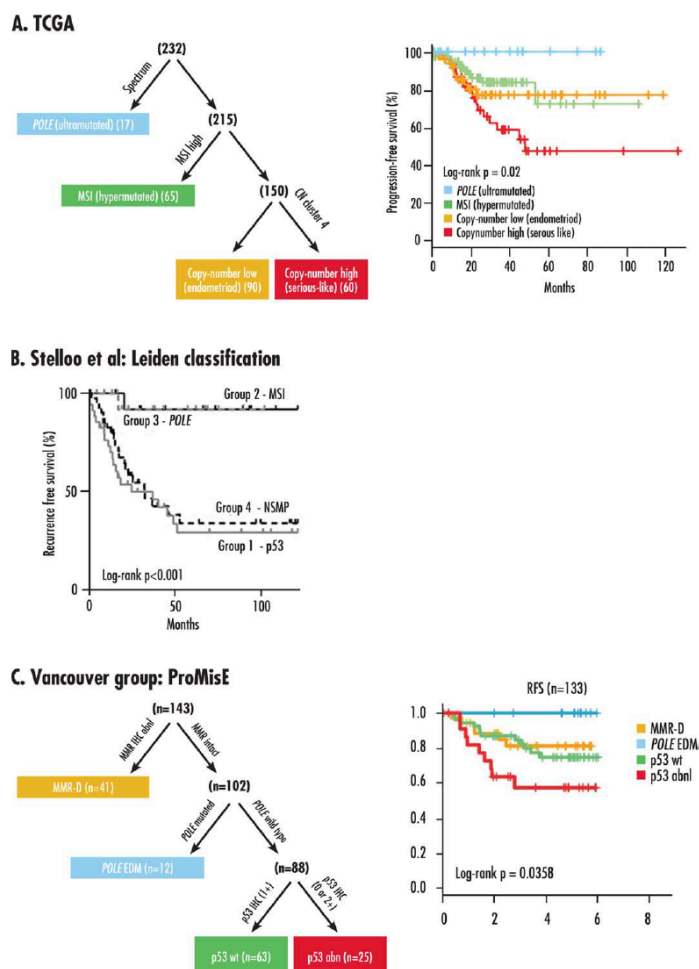 A. TCGA
(232)
Spectrum
POLE (ultramutated) (17)
(215)
MSI high
MSI (hypermutated) (65)
(150)
CN cluster 4
Copy-number low
(endometriod) (90)
Copy-number high
(serious-like) (60)
Progression-free survival (%)
100
80
60
40
20
0
Log-rank p = 0.02
POLE (ultramutated)
MSI (hypermutated)
Copy-number low (endometriod)
Copynumber high (serous like)
0 20 40 60 80 100 120
Months
B. Stelloo et al: Leiden classification
Recurrence free survival (%)
100
50
0
Group 2 - MSI
Group 3 - POLE
Group 4 - NSMP
Group 1 - p53
Log-rank p<0.001
0 50 100
Months
C. Vancouver group: ProMisE
(n=143)
MMR IHC abnl
MMR intact
MMR-D (n=41)
(n=102)
POLE mutated
POLE wild type
POLE EDM (n=12)
(n=88)
p53 IHC (1+)
p53 IHC
(0 or 2+)
p53 wt (n=63)
p53 abn (n=25)
RFS (n=133)
1.0
0.8
0.6
0.4
0.2
0
MMR-D
POLE EDM
p53 wt
p53 abnl
Log-rank p = 0.0358
0 2 4 6 8